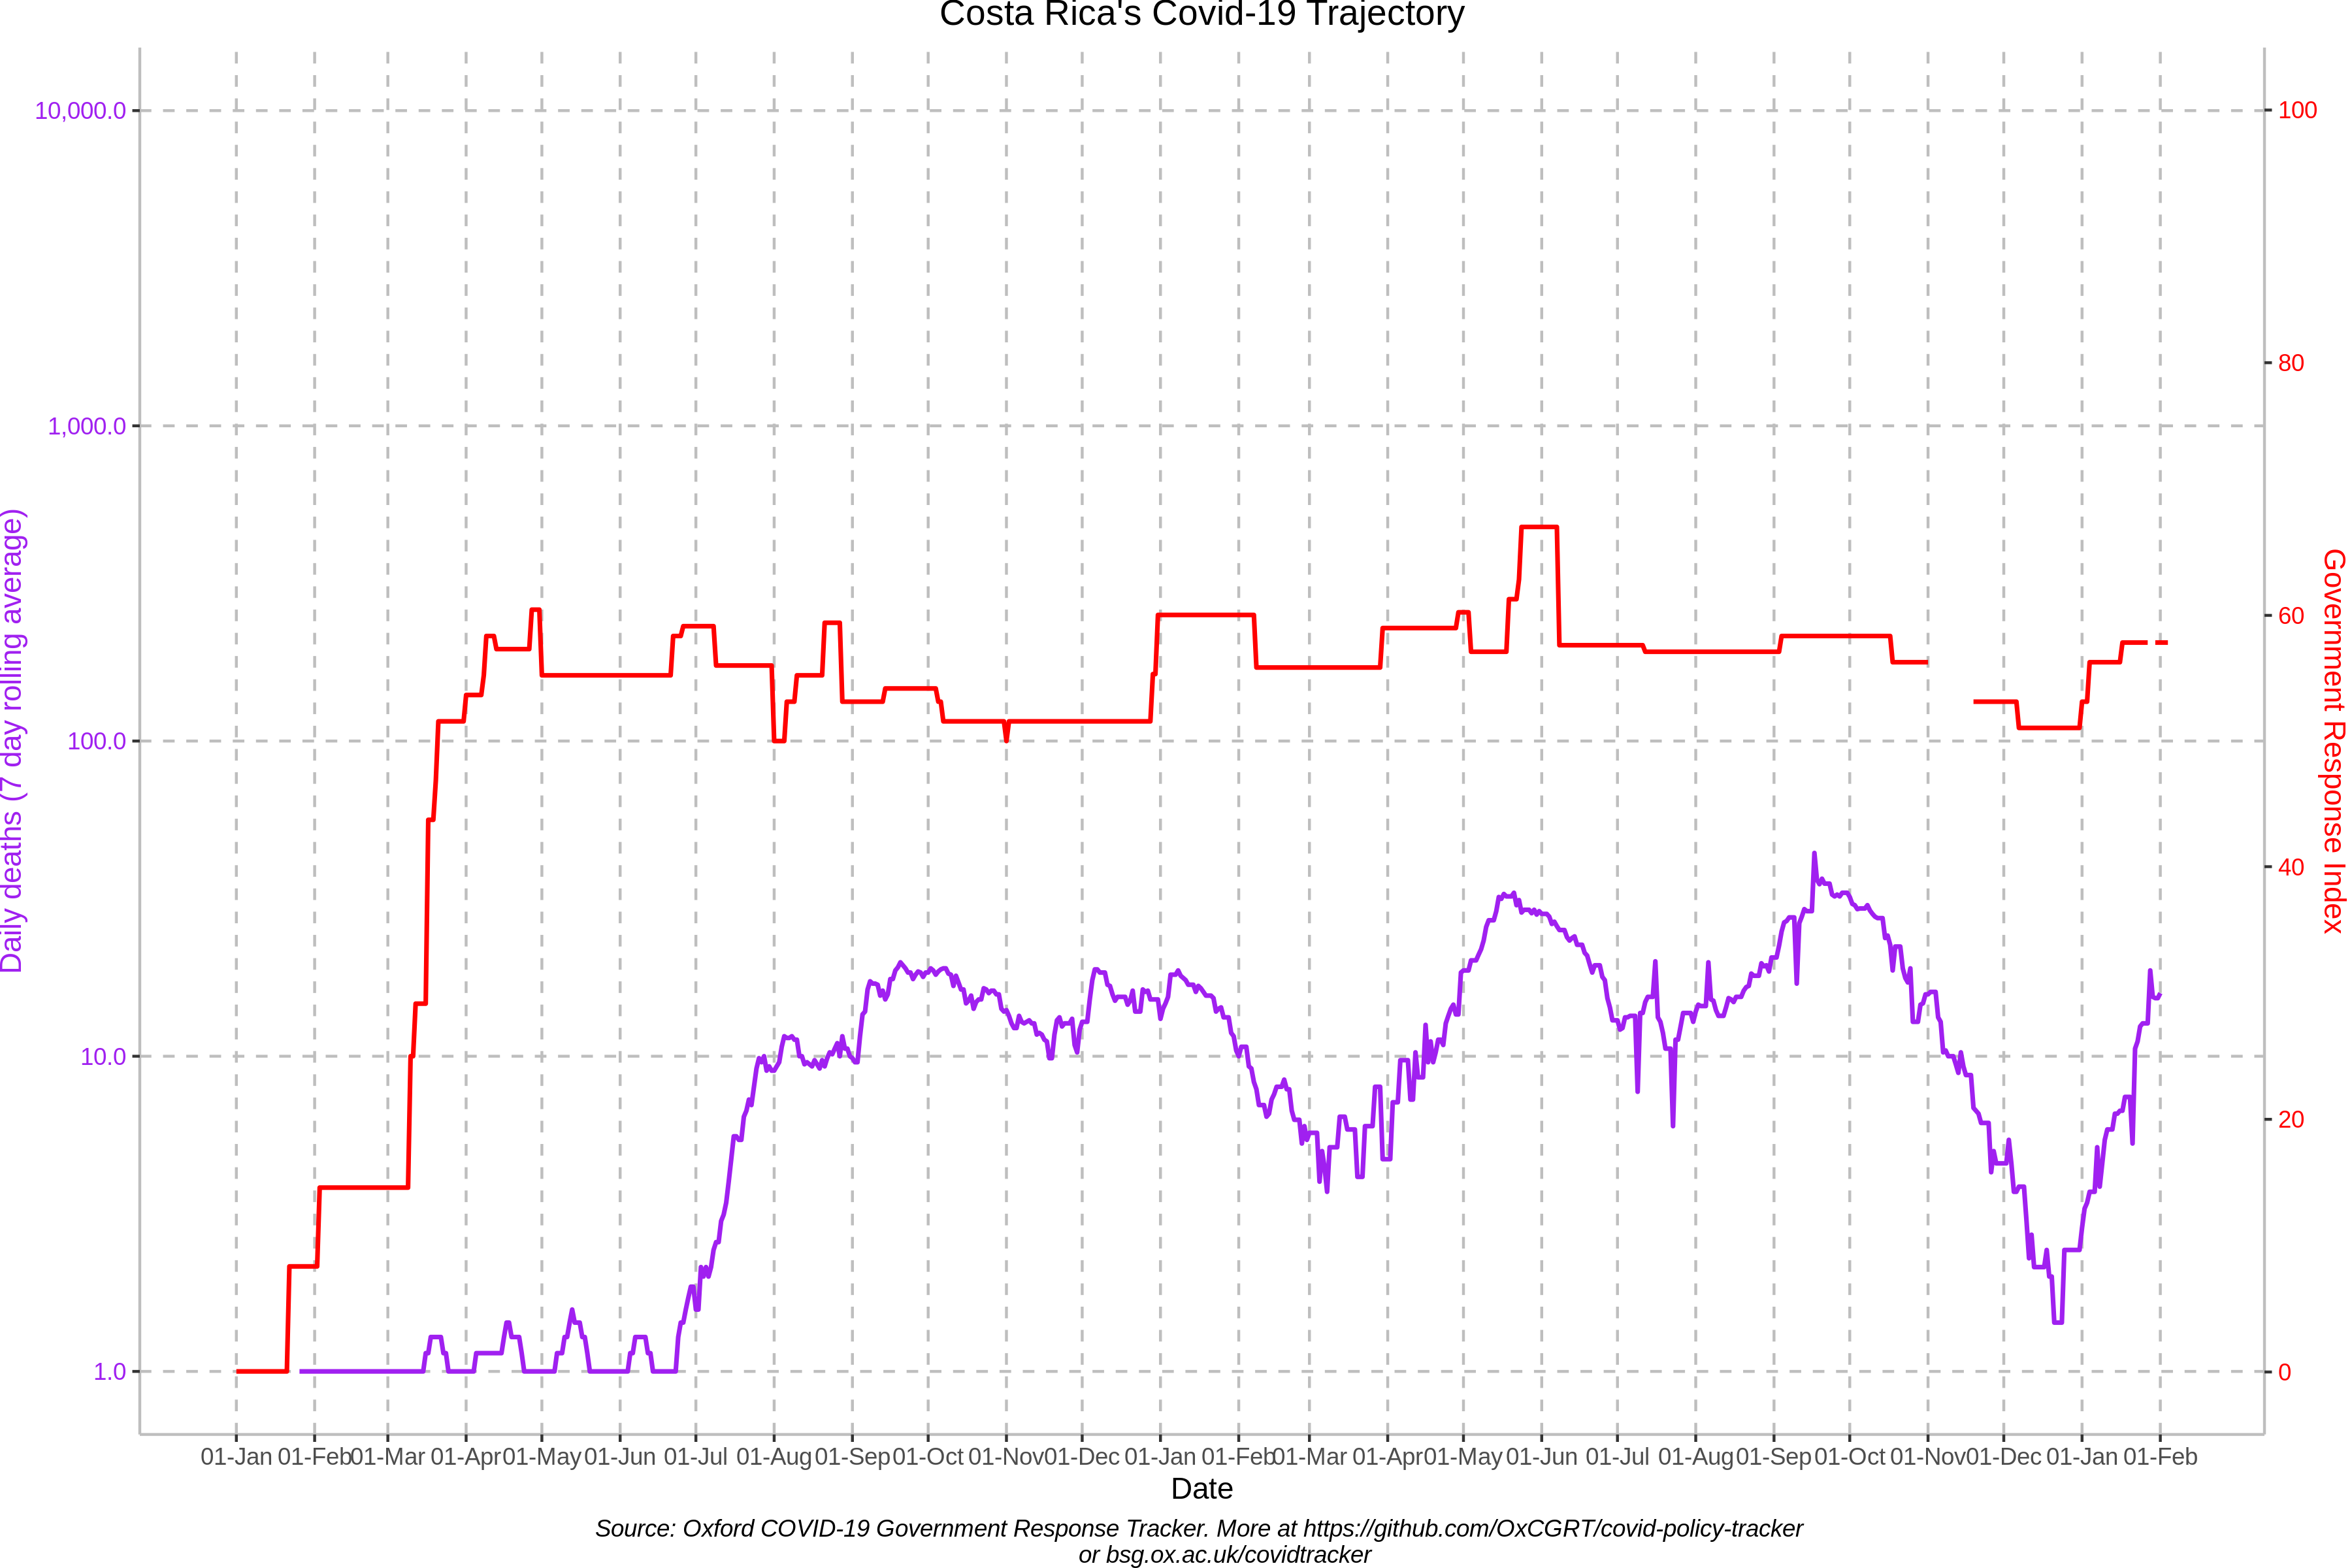 Costa Rica's Covid-19 Trajectory
10,000.0
1,000.0
100.0
10.0
1.0
Daily deaths (7 day rolling average)
100
80
60
40
20
0
Government Response Index
01-Jan 01-Feb 01-Mar 01-Apr 01-May 01-Jun 01-Jul 01-Aug 01-Sep 01-Oct 01-Nov 01-Dec 01-Jan 01-Feb 01-Mar 01-Apr 01-May 01-Jun 01-Jul 01-Aug 01-Sep 01-Oct 01-Nov 01-Dec 01-Jan 01-Feb
Date
Source: Oxford COVID-19 Government Response Tracker. More at https://github.com/OxCGRT/covid-policy-tracker
or bsg.ox.ac.uk/covidtracker